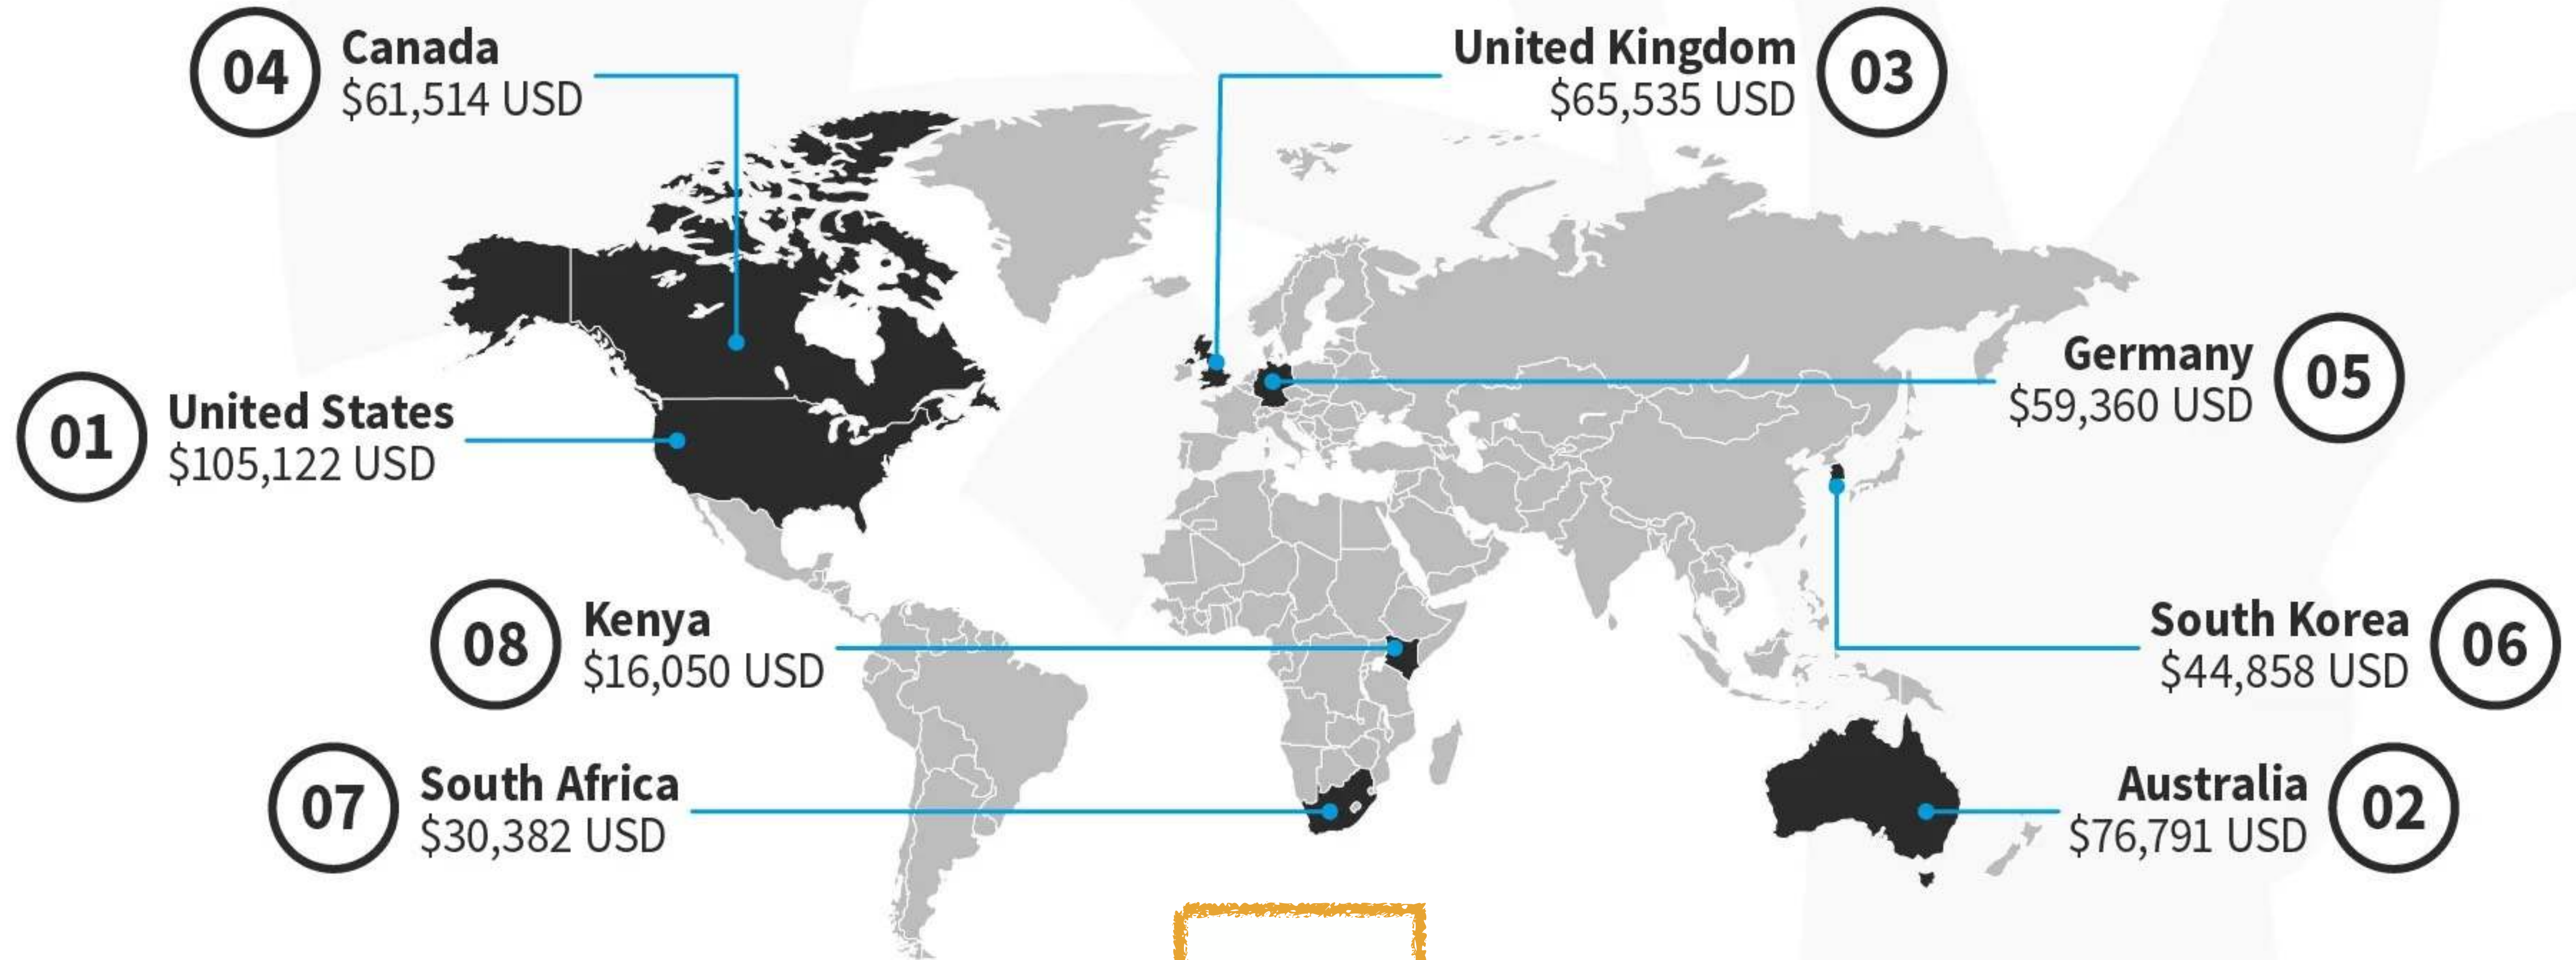 04
Canada
$61,514 USD
United Kingdom
$65,535 USD
03
01
United States
$105,122 USD
Germany
$59,360 USD
05
08
Kenya
$16,050 USD
South Korea
$44,858 USD
06
07
South Africa
$30,382 USD
Australia
$76,791 USD
02